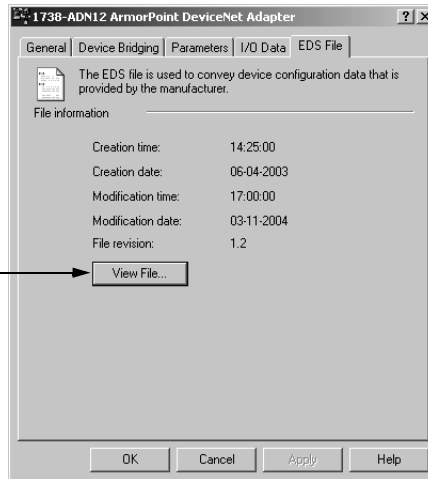 1738-ADN12 ArmorPoint DeviceNet Adapter
General Device Bridging Parameters I/O Data EDS File
The EDS file is used to convey device configuration data that is
provided by the manufacturer.
File information
Creation time: 14:25:00
Creation date: 06-04-2003
Modification time: 17:00:00
Modification date: 03-11-2004
File revision: 1.2
View File...
OK Cancel Apply Help